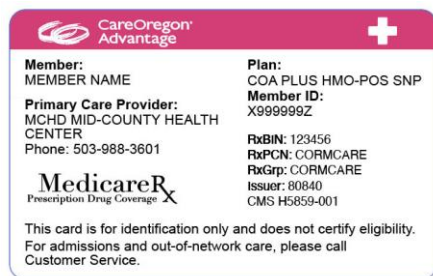 CareOregon®
Advantage
Member:
MEMBER NAME
Primary Care Provider:
MCHD MID-COUNTY HEALTH
CENTER
Phone: 503-988-3601
MedicareRx
Prescription Drug Coverage
Plan:
COA PLUS HMO-POS SNP
Member ID:
X999999Z
RxBIN: 123456
RxPCN: CORMCARE
RxGrp: CORMCARE
Issuer: 80840
CMS H5859-001
This card is for identification only and does not certify eligibility.
For admissions and out-of-network care, please call
Customer Service.